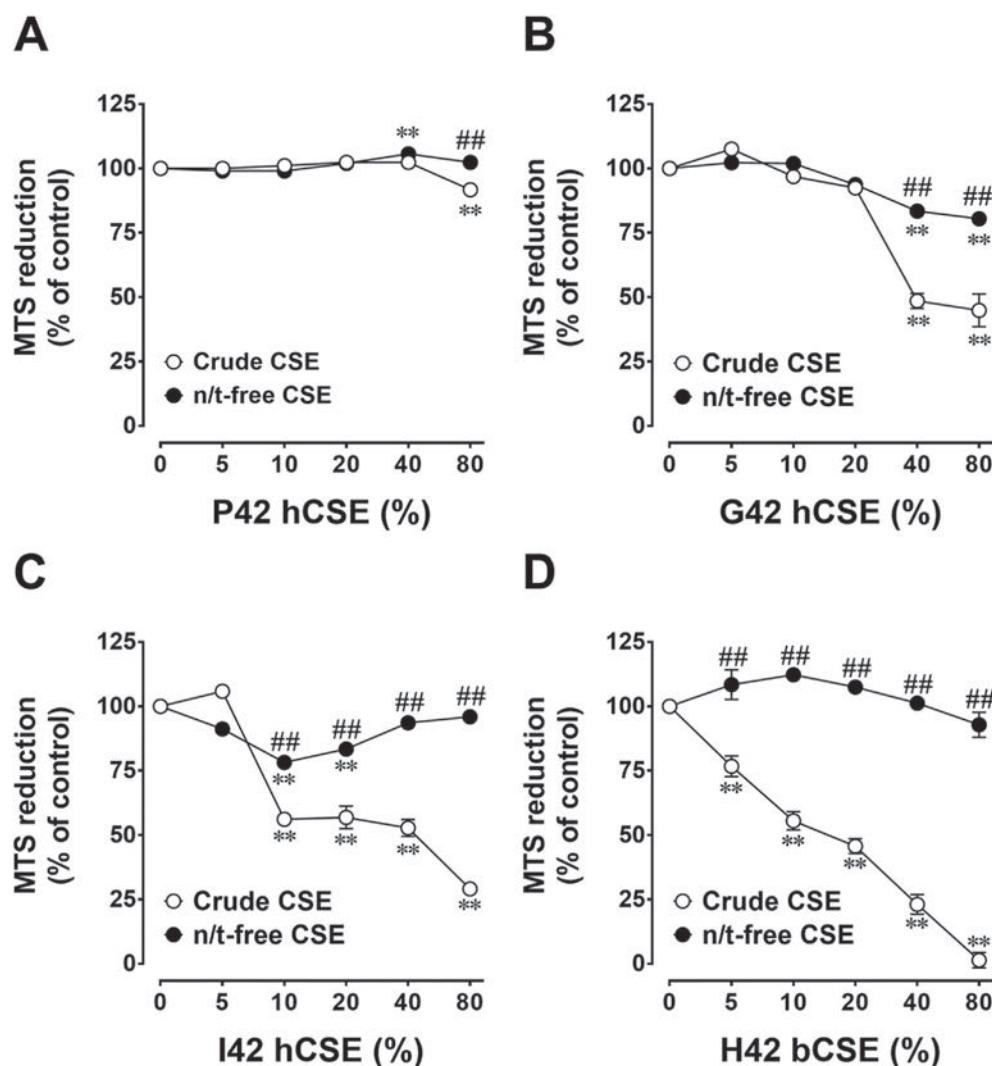 A
MTS reduction
(% of control)
125
100
75
50
25
0
**
##
**
Crude CSE
n/t-free CSE
0 5 10 20 40 80
P42 hCSE (%)
B
MTS reduction
(% of control)
125
100
75
50
25
0
## ##
** **
** **
Crude CSE
n/t-free CSE
0 5 10 20 40 80
G42 hCSE (%)
C
MTS reduction
(% of control)
125
100
75
50
25
0
## ## ## ##
** **
** ** ** **
Crude CSE
n/t-free CSE
0 5 10 20 40 80
I42 hCSE (%)
D
MTS reduction
(% of control)
125
100
75
50
25
0
## ## ## ## ##
** ** ** ** **
Crude CSE
n/t-free CSE
0 5 10 20 40 80
H42 bCSE (%)